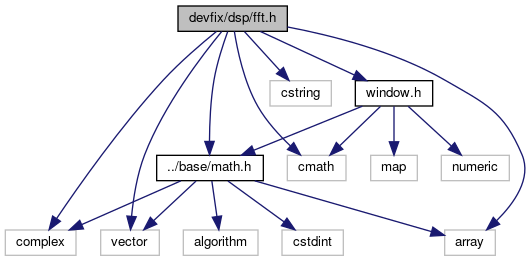 devfix/dsp/fft.h
cstring
window.h
../base/math.h
cmath
map
numeric
complex
vector
algorithm
cstdint
array